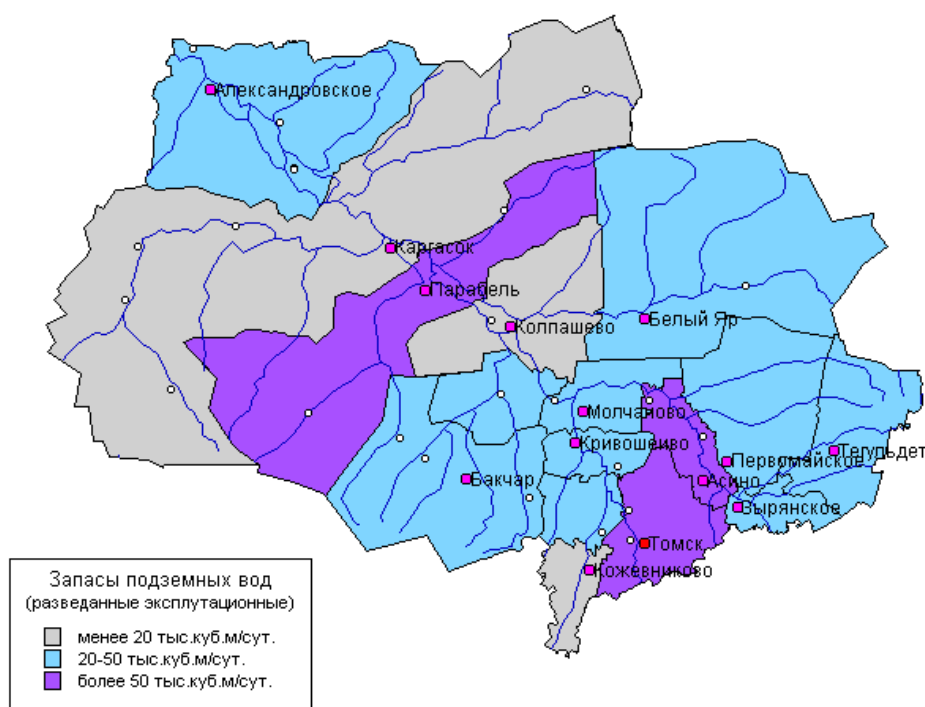 Александровское
Каргасок
Парабель
Колпашево
Белый Яр
Молчаново
Кривошеиво
Первомайское
Тегульдет
Бакчар
Асино
Зырянское
Томск
Кожевниково
Запасы подземных вод
(разведанные эксплутационные)
менее 20 тыс.куб.м/сут.
20-50 тыс.куб.м/сут.
более 50 тыс.куб.м/сут.